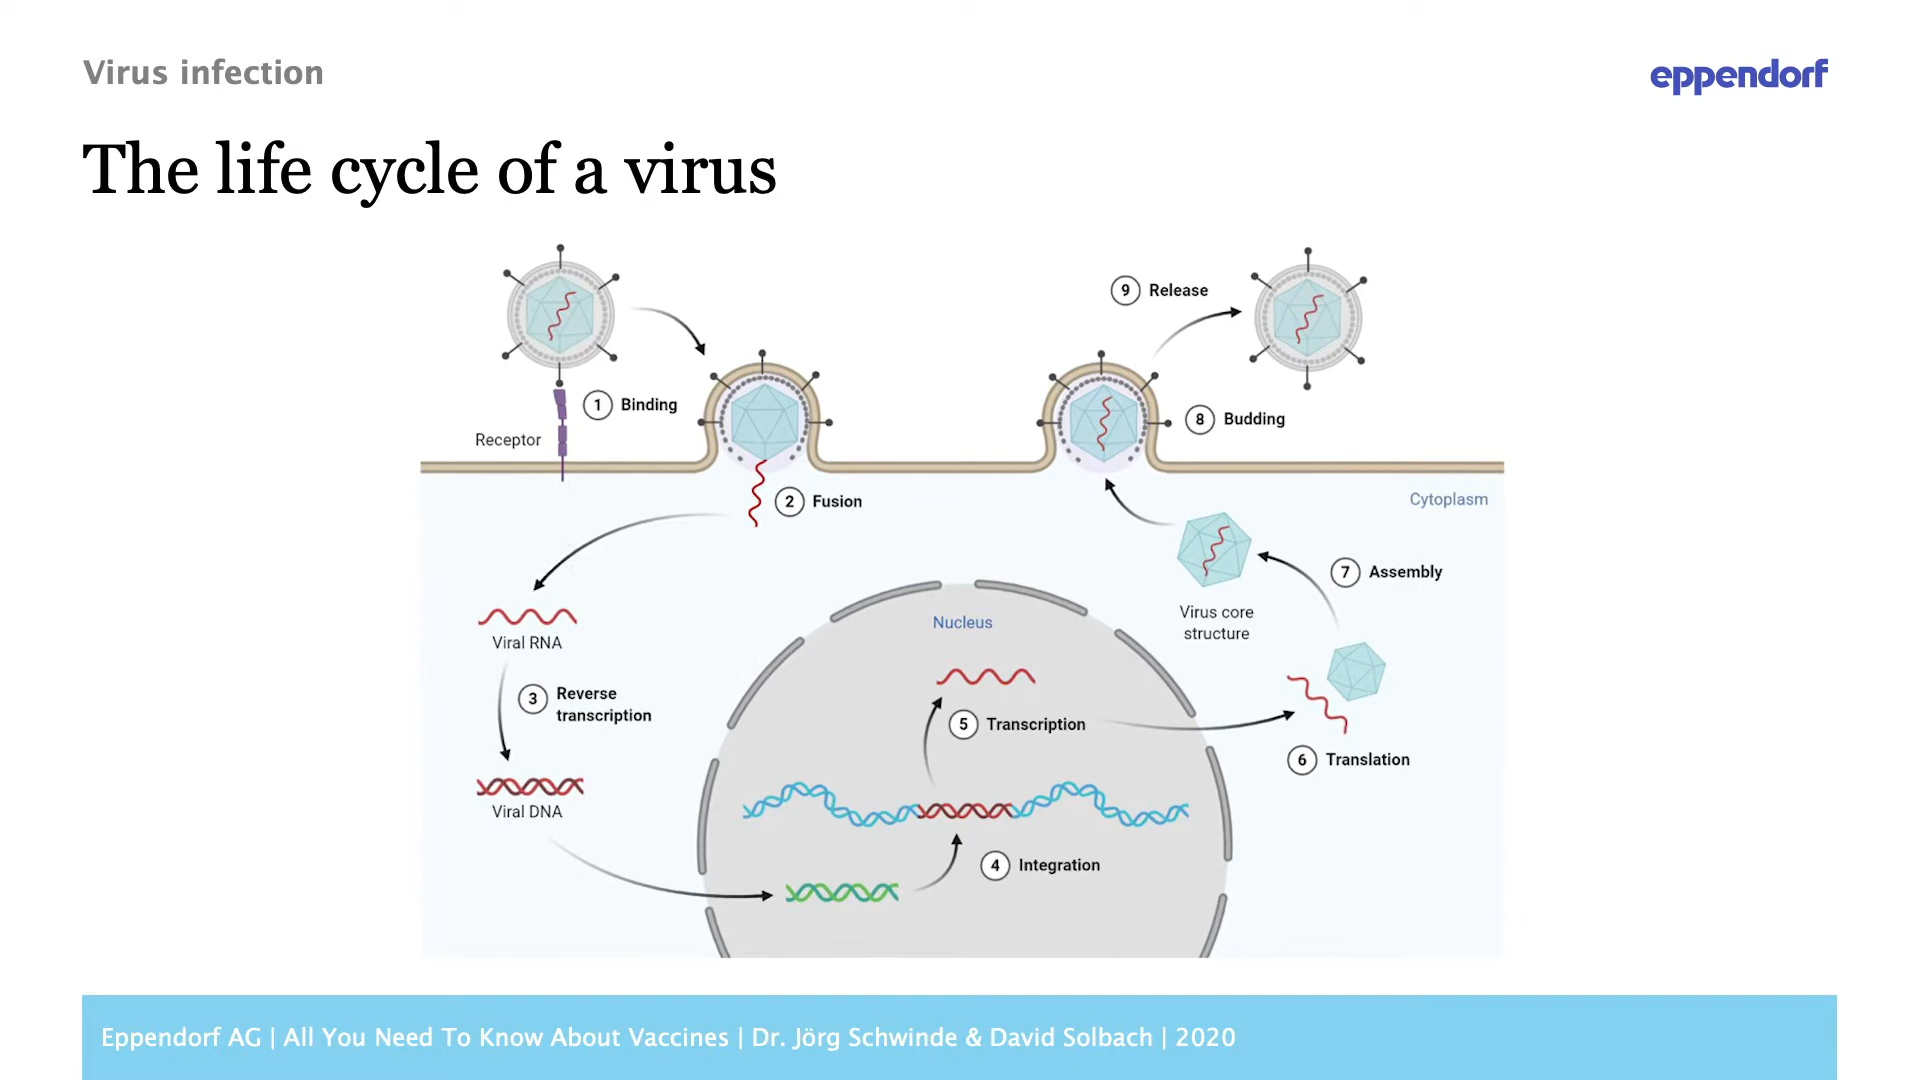 Virus infection
eppendorf
The life cycle of a virus
9 Release
1 Binding
Receptor
8 Budding
2 Fusion
Cytoplasm
7 Assembly
Virus core
structure
Nucleus
Viral RNA
3 Reverse
transcription
5 Transcription
6 Translation
Viral DNA
4 Integration
Eppendorf AG | All You Need To Know About Vaccines | Dr. Jörg Schwinde & David Solbach | 2020